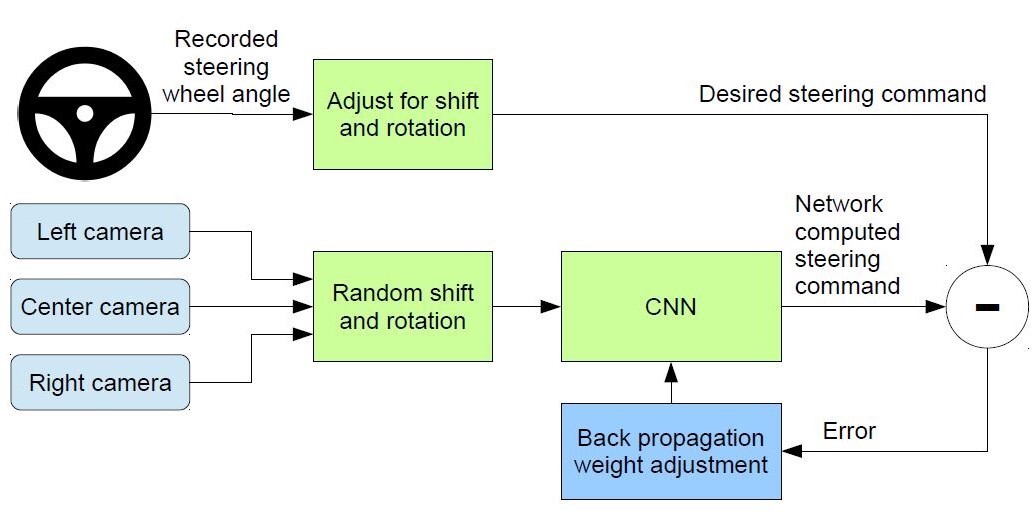 Recorded
steering
wheel angle
Adjust for shift
and rotation
Desired steering command
Left camera
Center camera
Right camera
Random shift
and rotation
CNN
Network
computed
steering
command
-
Back propagation
weight adjustment
Error